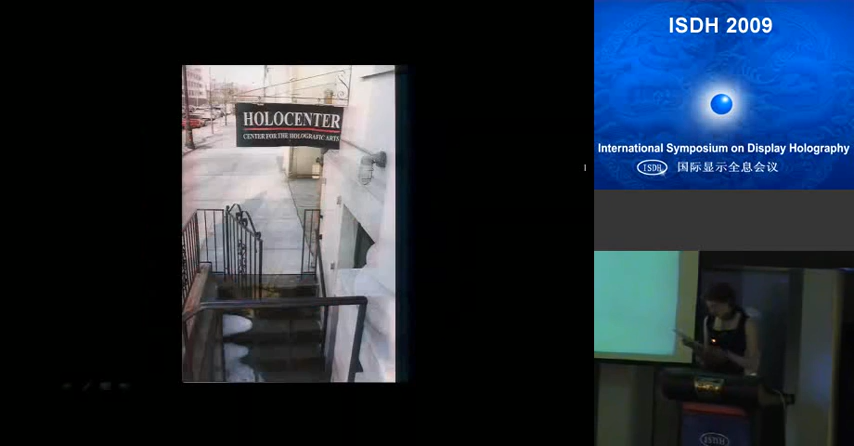 HOLOCENTER
CENTER FOR THE HOLOGRAPHIC ARTS
ISDH 2009
International Symposium on Display Holography
ISDH
国际显示全息会议